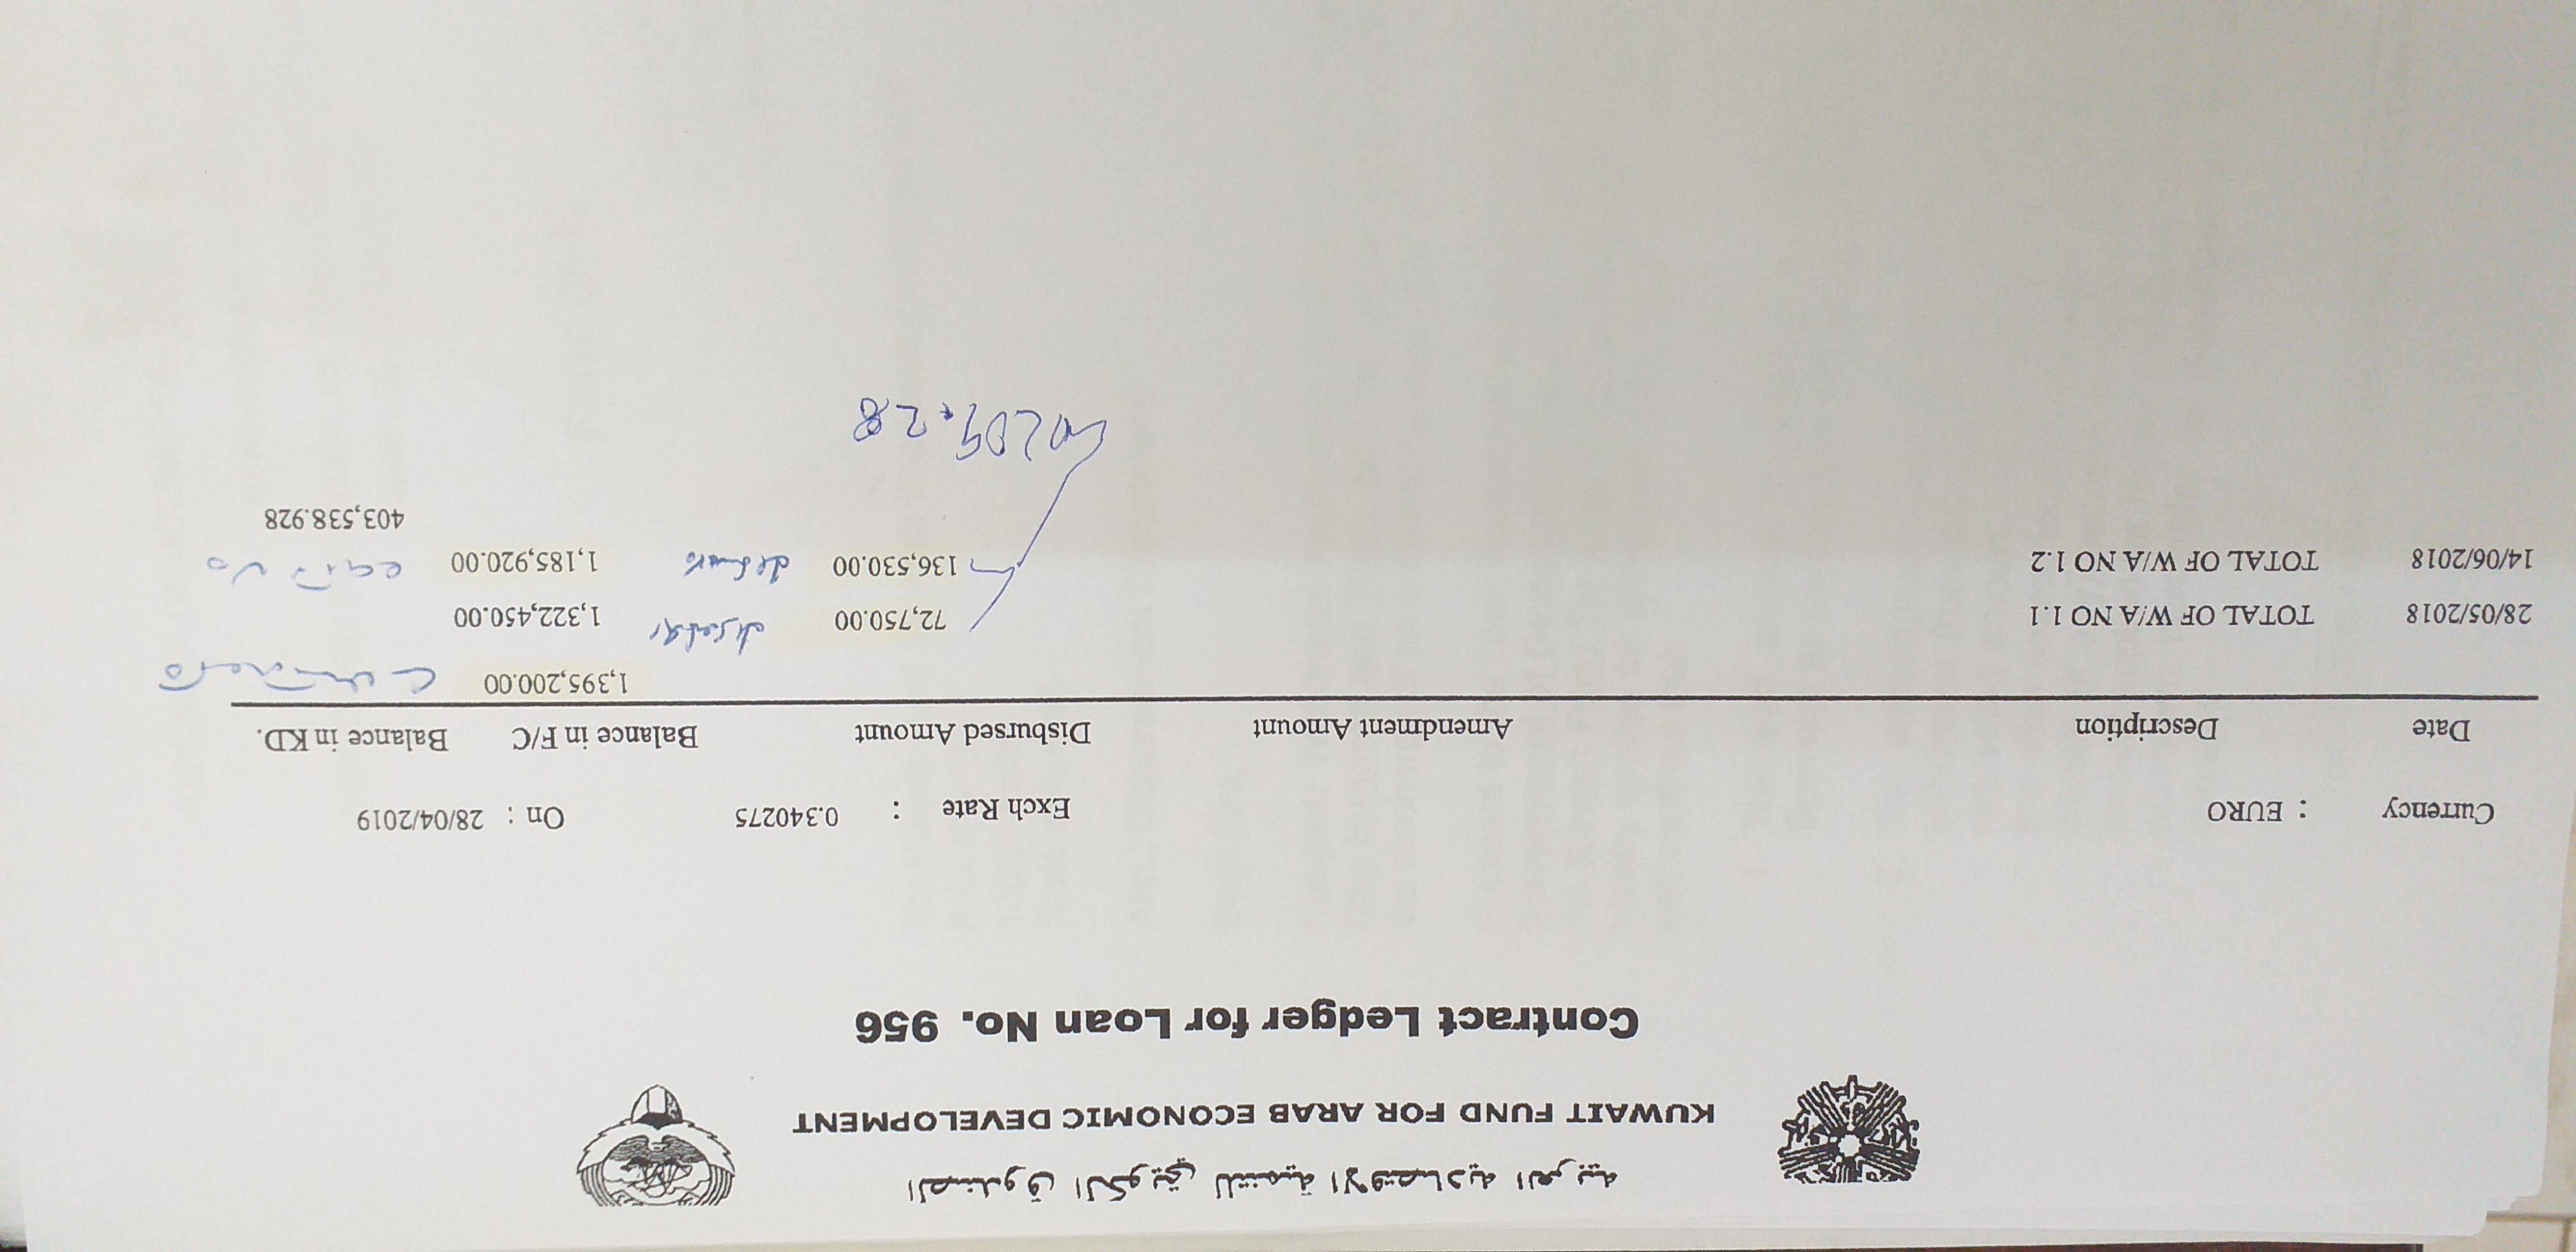 الصندوق الكويتي للتنمية الاقتصادية العربية
KUWAIT FUND FOR ARAB ECONOMIC DEVELOPMENT
Contract Ledger for Loan No. 956
Currency : EURO Exch Rate : 0.340275 On : 28/04/2019
Date Description Amendment Amount Disbursed Amount Balance in F/C Balance in KD.
1,395,200.00
28/05/2018 TOTAL OF W/A NO 1.1 72,750.00 1,322,450.00
14/06/2018 TOTAL OF W/A NO 1.2 136,530.00 1,185,920.00
403,538.928